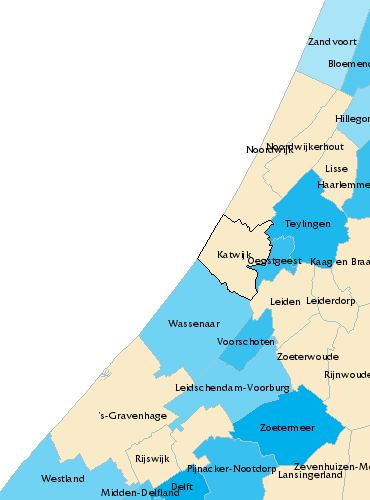 Zandvoort
Bloemend
Hillegom
Noordwijkerhout
Noordwijk
Lisse
Haarlemme
Teylingen
Katwijk
Oegstgeest
Kaag en Braa
Leiden
Leiderdorp
Wassenaar
Voorschoten
Zoeterwoude
Rijnwoude
Leidschendam-Voorburg
's-Gravenhage
Zoetermeer
Rijswijk
Pijnacker-Nootdorp
Zevenhuizen-Mo
Lansingerland
Westland
Delft
Midden-Delfland